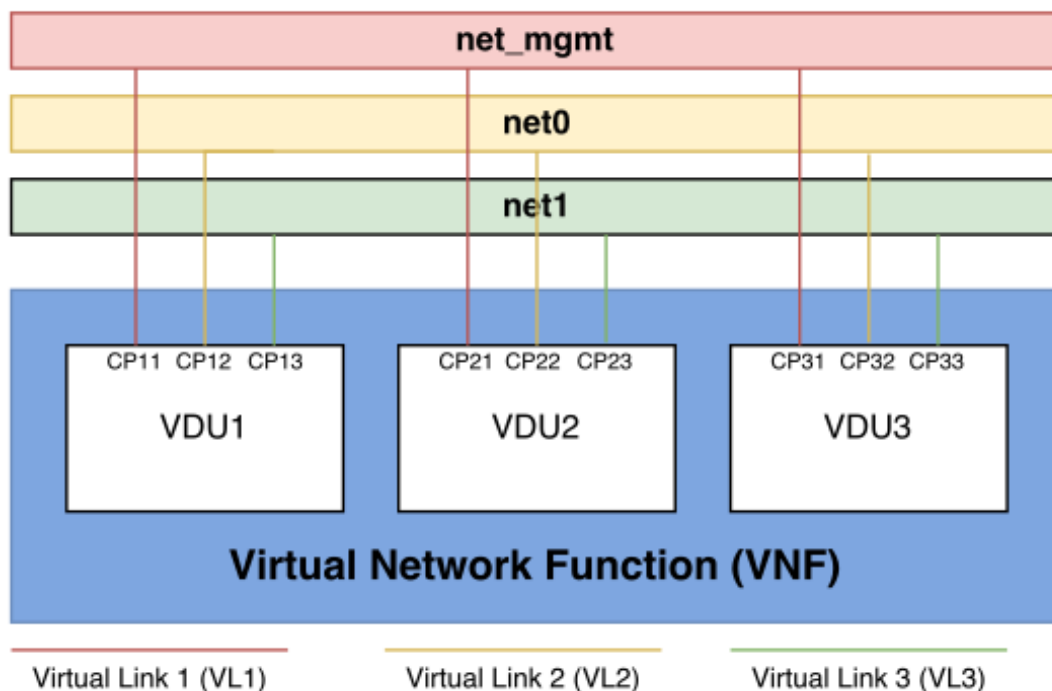 net_mgmt
net0
net1
CP11 CP12 CP13 CP21 CP22 CP23 CP31 CP32 CP33
VDU1 VDU2 VDU3
Virtual Network Function (VNF)
Virtual Link 1 (VL1) Virtual Link 2 (VL2) Virtual Link 3 (VL3)